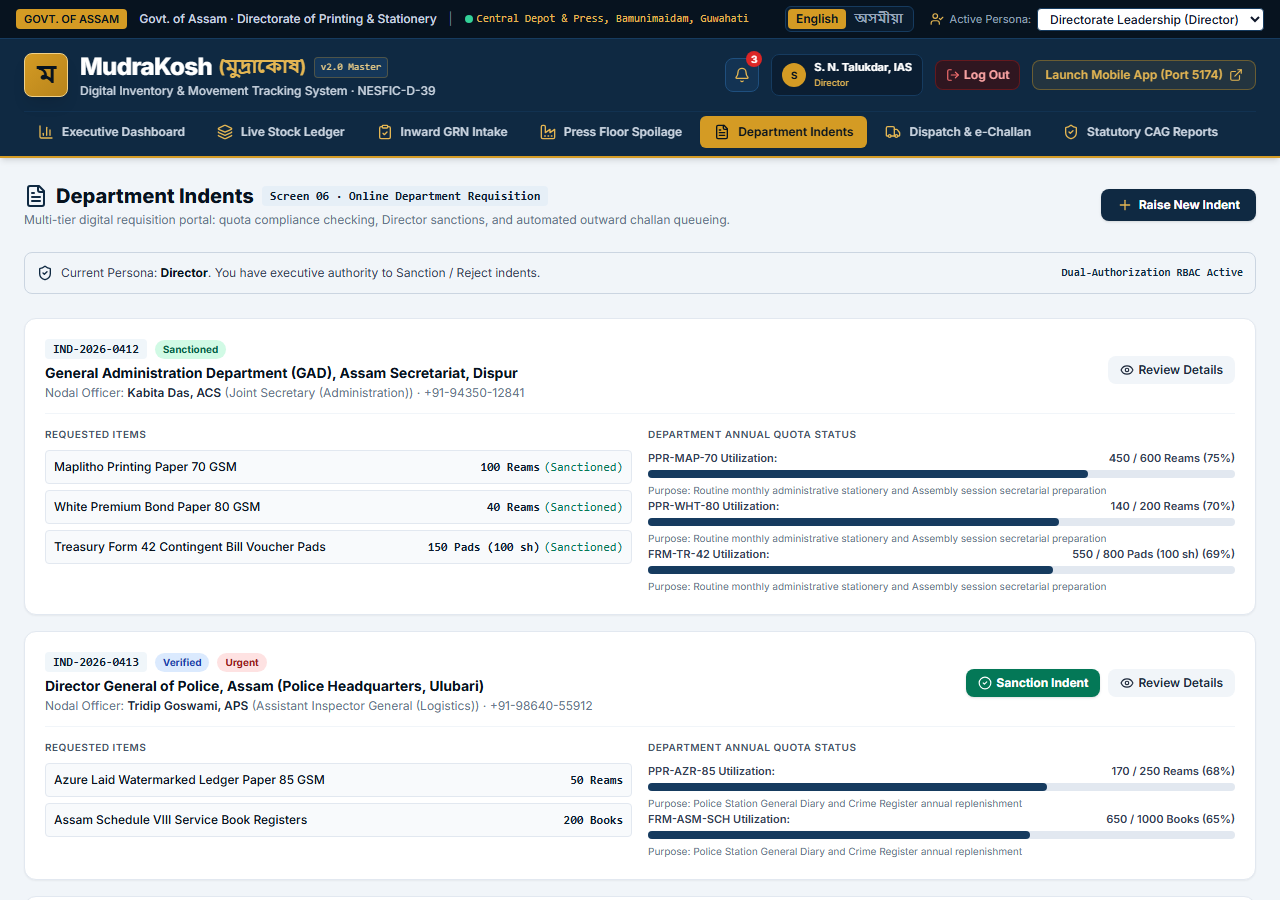 GOVT. OF ASSAM Govt. of Assam · Directorate of Printing & Stationery Central Depot & Press, Bamunimaidam, Guwahati English অসমীয়া Active Persona: Directorate Leadership (Director)
ম MudraKosh (মুদ্ৰাকোষ) v2.0 Master
Digital Inventory & Movement Tracking System · NESFIC-D-39
3 S S. N. Talukdar, IAS
Director
Log Out Launch Mobile App (Port 5174)
Executive Dashboard Live Stock Ledger Inward GRN Intake Press Floor Spoilage Department Indents Dispatch & e-Challan Statutory CAG Reports
Department Indents Screen 06 · Online Department Requisition
Multi-tier digital requisition portal: quota compliance checking, Director sanctions, and automated outward challan queueing.
Raise New Indent
Current Persona: Director. You have executive authority to Sanction / Reject indents. Dual-Authorization RBAC Active
IND-2026-0412 Sanctioned
General Administration Department (GAD), Assam Secretariat, Dispur
Nodal Officer: Kabita Das, ACS (Joint Secretary (Administration)) · +91-94350-12841
Review Details
REQUESTED ITEMS
Maplitho Printing Paper 70 GSM 100 Reams (Sanctioned)
White Premium Bond Paper 80 GSM 40 Reams (Sanctioned)
Treasury Form 42 Contingent Bill Voucher Pads 150 Pads (100 sh) (Sanctioned)
DEPARTMENT ANNUAL QUOTA STATUS
PPR-MAP-70 Utilization: 450 / 600 Reams (75%)
Purpose: Routine monthly administrative stationery and Assembly session secretarial preparation
PPR-WHT-80 Utilization: 140 / 200 Reams (70%)
Purpose: Routine monthly administrative stationery and Assembly session secretarial preparation
FRM-TR-42 Utilization: 550 / 800 Pads (100 sh) (69%)
Purpose: Routine monthly administrative stationery and Assembly session secretarial preparation
IND-2026-0413 Verified Urgent
Director General of Police, Assam (Police Headquarters, Ulubari)
Nodal Officer: Tridip Goswami, APS (Assistant Inspector General (Logistics)) · +91-98640-55912
Sanction Indent Review Details
REQUESTED ITEMS
Azure Laid Watermarked Ledger Paper 85 GSM 50 Reams
Assam Schedule VIII Service Book Registers 200 Books
DEPARTMENT ANNUAL QUOTA STATUS
PPR-AZR-85 Utilization: 170 / 250 Reams (68%)
Purpose: Police Station General Diary and Crime Register annual replenishment
FRM-ASM-SCH Utilization: 650 / 1000 Books (65%)
Purpose: Police Station General Diary and Crime Register annual replenishment